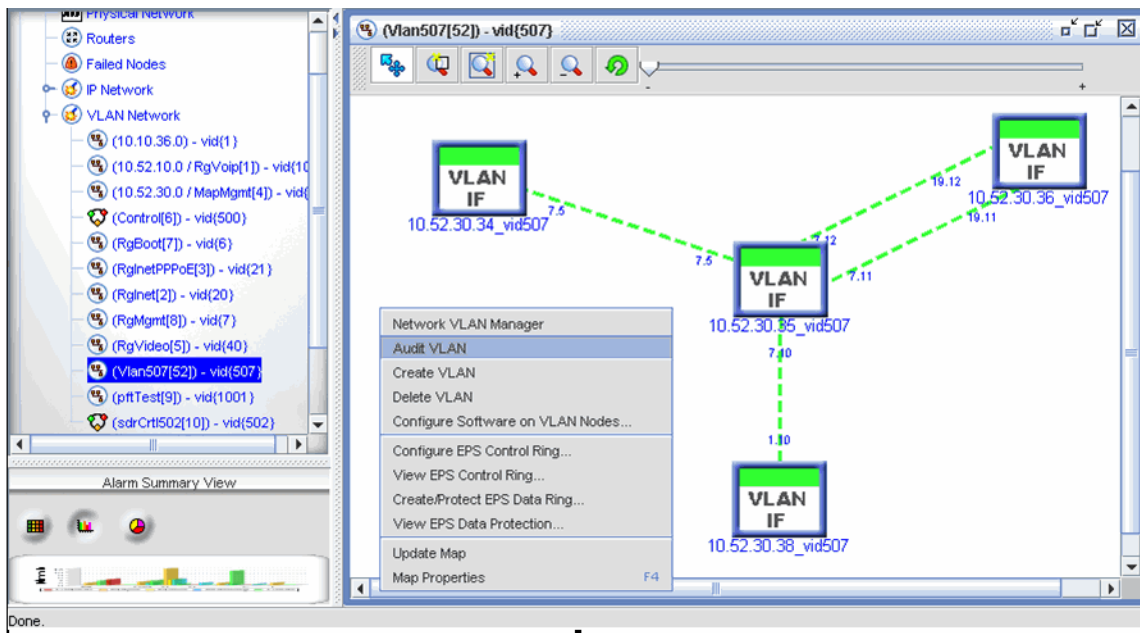 Physical Network
Routers
Failed Nodes
IP Network
VLAN Network
(10.10.36.0) - vid{1}
(10.52.10.0 / RgVoip[1]) - vid{10
(10.52.30.0 / MapMgmt[4]) - vid{
(Control[6]) - vid{500}
(RgBoot[7]) - vid{6}
(RgInetPPPoE[3]) - vid{21}
(RgInet[2]) - vid{20}
(RgMgmt[8]) - vid{7}
(RgVideo[5]) - vid{40}
(Vlan507[52]) - vid{507}
(pftTest[9]) - vid{1001}
(sdrCrtl502[10]) - vid{502}
Alarm Summary View
Done.
(Vlan507[52]) - vid{507}
-
+
VLAN
IF
10.52.30.34_vid507
7.5
7.5
VLAN
IF
10.52.30.36_vid507
19.12
19.11
7.12
7.11
VLAN
IF
10.52.30.35_vid507
7.10
1.10
VLAN
IF
10.52.30.38_vid507
Network VLAN Manager
Audit VLAN
Create VLAN
Delete VLAN
Configure Software on VLAN Nodes...
Configure EPS Control Ring...
View EPS Control Ring...
Create/Protect EPS Data Ring...
View EPS Data Protection...
Update Map
Map Properties F4